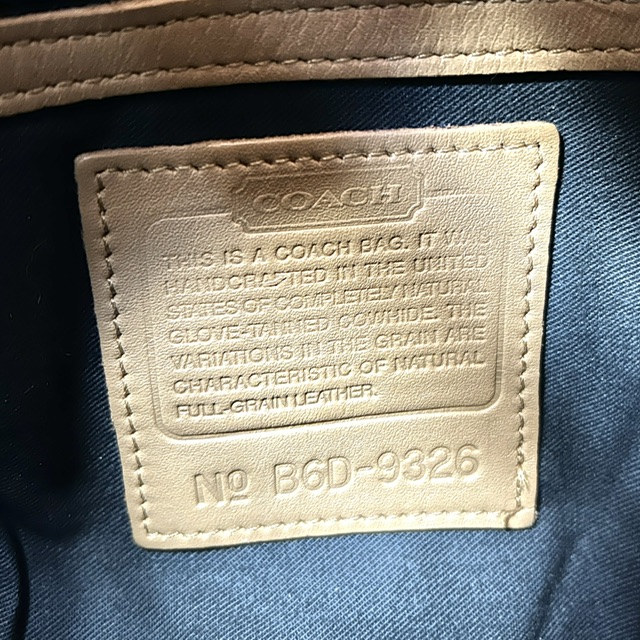 COACH
THIS IS A COACH BAG. IT WAS
HANDCRAFTED IN THE UNITED
STATES OF COMPLETELY NATURAL
GLOVE-TANNED COWHIDE. THE
VARIATIONS IN THE GRAIN ARE
CHARACTERISTIC OF NATURAL
FULL-GRAIN LEATHER.
Nº B6D-9326